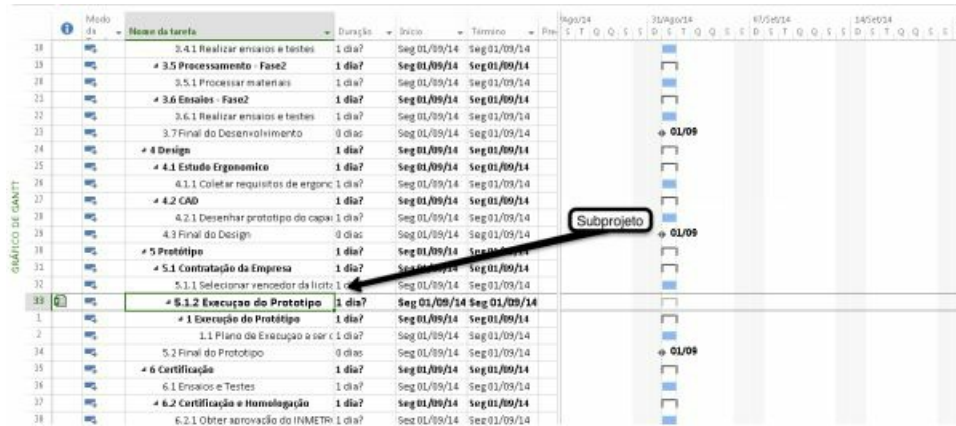 Modo da Nome da tarefa Duração Início Término
31/Ago/14 07/Set/14 14/Set/14
S T Q Q S S D S T Q Q S S D S T Q Q S S D S T Q Q S S
18 3.4.1 Realizar ensaios e testes 1 dia? Seg 01/09/14 Seg 01/09/14
19 3.5 Processamento - Fase2 1 dia? Seg 01/09/14 Seg 01/09/14
20 3.5.1 Processar materiais 1 dia? Seg 01/09/14 Seg 01/09/14
21 3.6 Ensaios - Fase2 1 dia? Seg 01/09/14 Seg 01/09/14
22 3.6.1 Realizar ensaios e testes 1 dia? Seg 01/09/14 Seg 01/09/14
23 3.7 Final do Desenvolvimento 0 dias Seg 01/09/14 Seg 01/09/14 01/09
24 4 Design 1 dia? Seg 01/09/14 Seg 01/09/14
25 4.1 Estudo Ergonomico 1 dia? Seg 01/09/14 Seg 01/09/14
26 4.1.1 Coletar requisitos de ergonc 1 dia? Seg 01/09/14 Seg 01/09/14
27 4.2 CAD 1 dia? Seg 01/09/14 Seg 01/09/14
28 4.2.1 Desenhar prototipo do capa 1 dia? Seg 01/09/14 Seg 01/09/14
Subprojeto
29 4.3 Final do Design 0 dias Seg 01/09/14 Seg 01/09/14 01/09
30 5 Protótipo 1 dia? Seg 01/09/14 Seg 01/09/14
31 5.1 Contratação da Empresa 1 dia? Seg 01/09/14
32 5.1.1 Selecionar vencedor da licita 1 Seg 01/09/14 Seg 01/09/14
33 5.1.2 Execuçao do Prototipo 1 dia? Seg 01/09/14 Seg 01/09/14
1 1 Execução do Protótipo 1 dia? Seg 01/09/14 Seg 01/09/14
2 1.1 Plano de Execuçao a ser 1 dia? Seg 01/09/14 Seg 01/09/14
34 5.2 Final do Prototipo 0 dias Seg 01/09/14 Seg 01/09/14 01/09
35 6 Certificação 1 dia? Seg 01/09/14 Seg 01/09/14
36 6.1 Ensaios e Testes 1 dia? Seg 01/09/14 Seg 01/09/14
37 6.2 Certificação e Homologação 1 dia? Seg 01/09/14 Seg 01/09/14
38 6.2.1 Obter aprovação do INMETR 1 dia? Seg 01/09/14 Seg 01/09/14
GRÁFICO DE GANTT